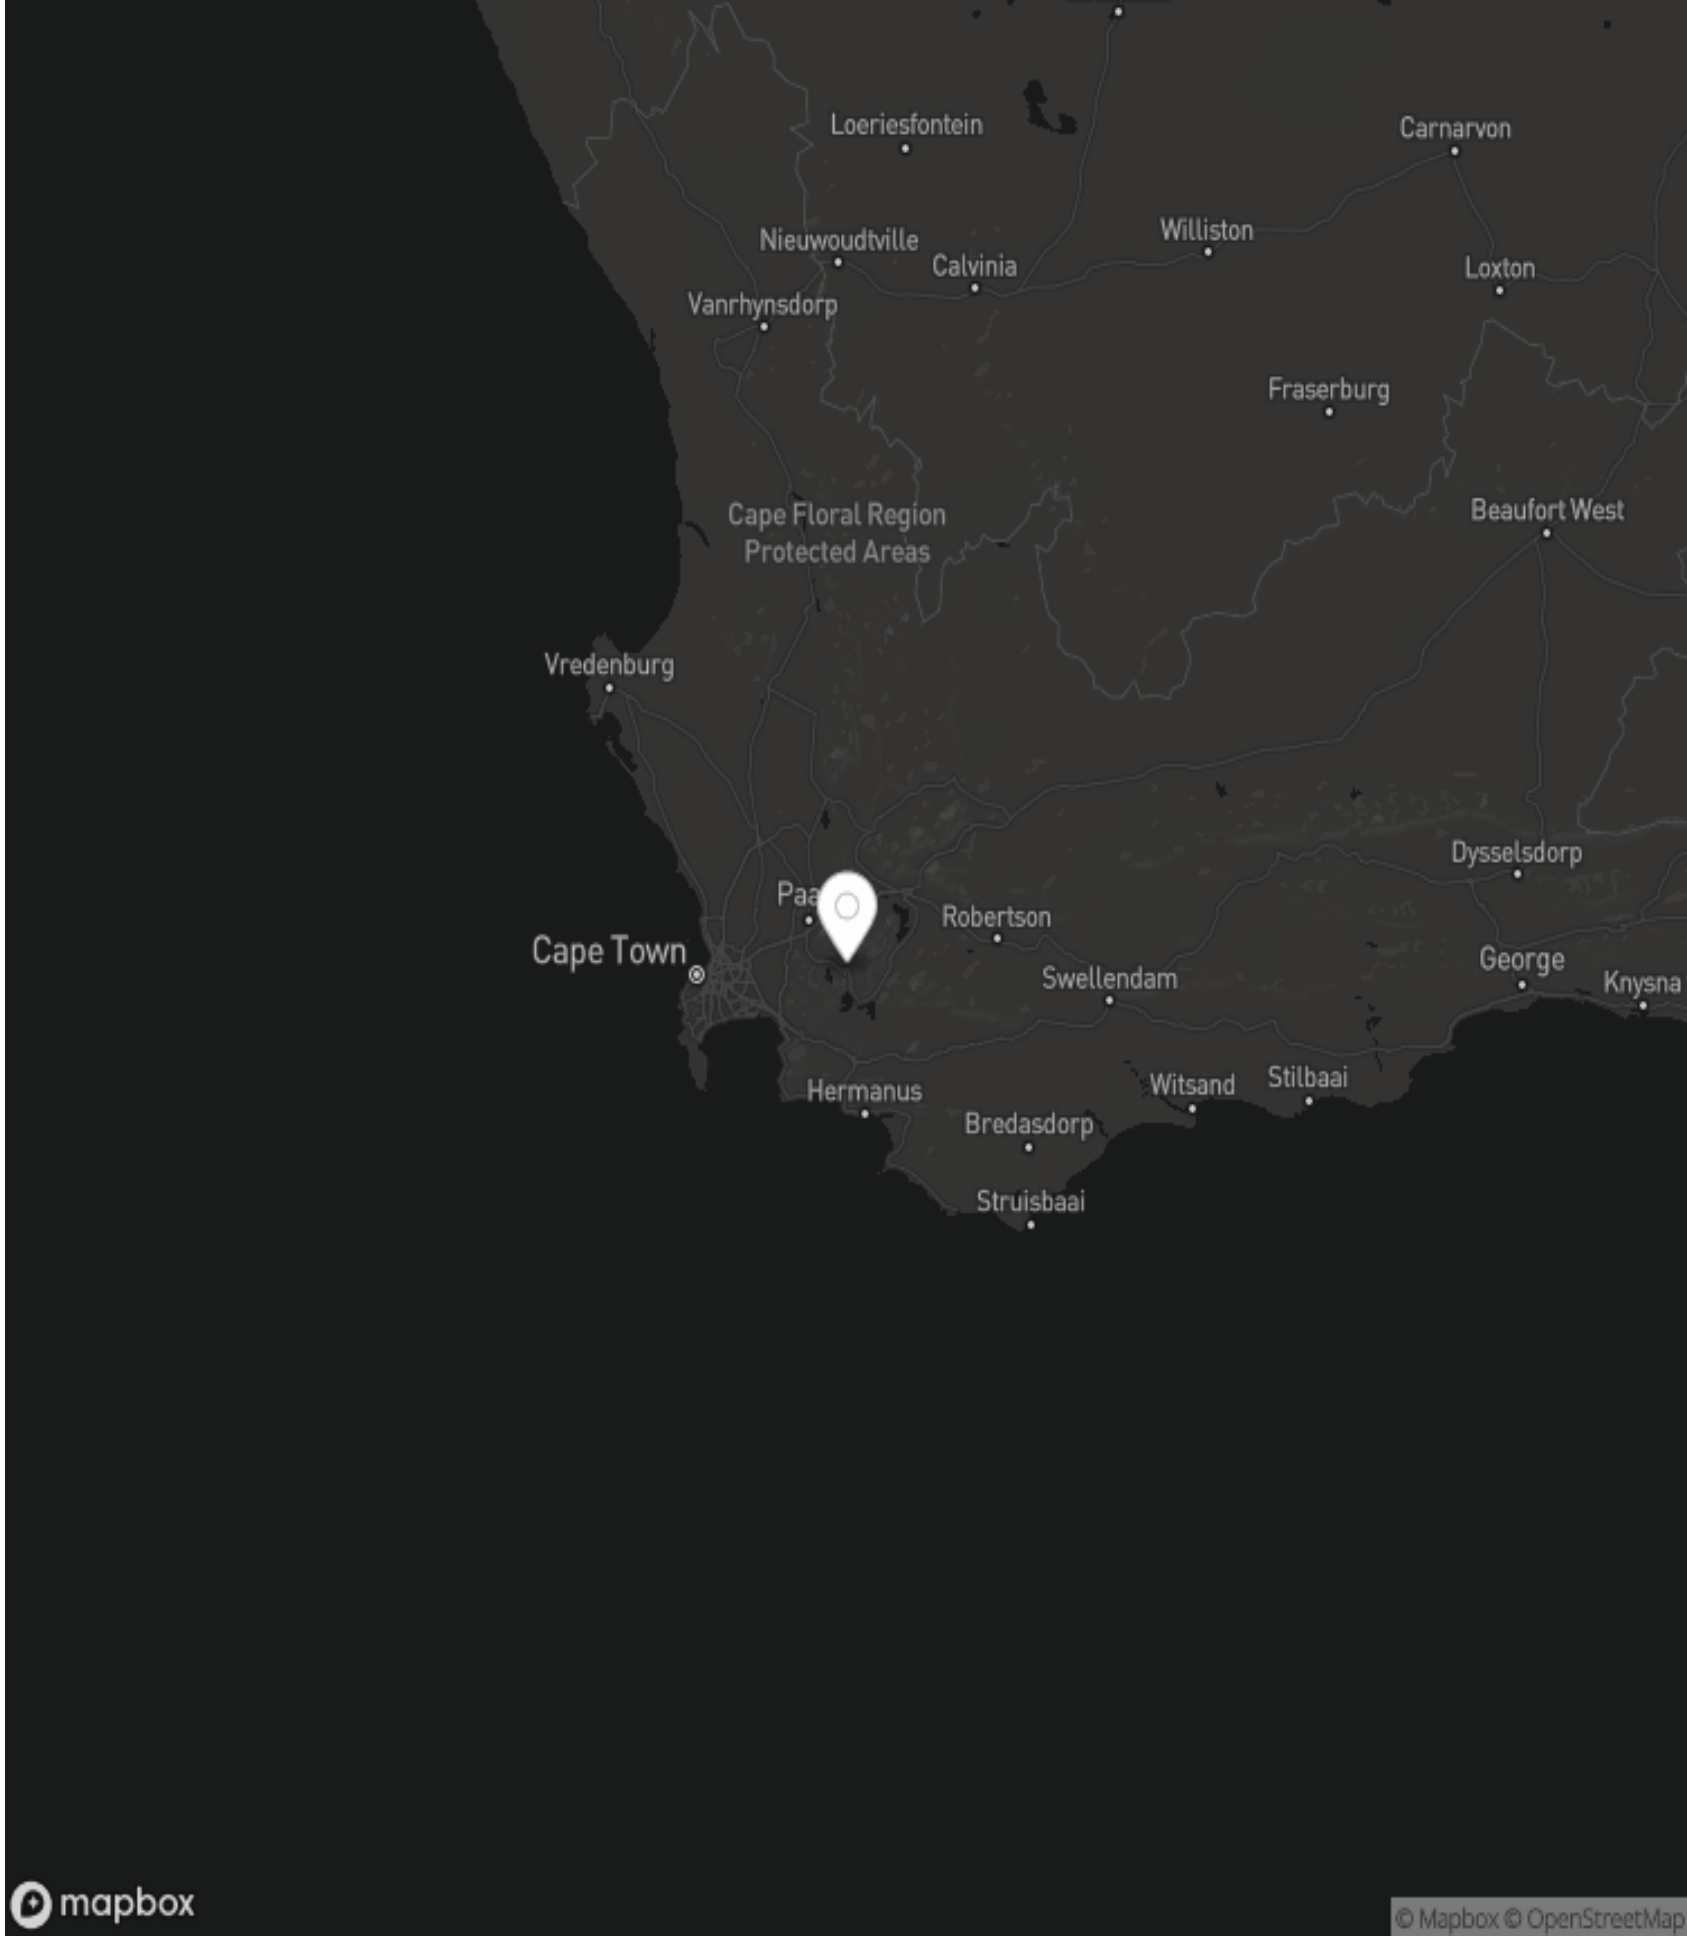 Loeriesfontein
Carnarvon
Nieuwoudtville
Williston
Calvinia
Loxton
Vanrhynsdorp
Fraserburg
Cape Floral Region
Protected Areas
Beaufort West
Vredenburg
Dysselsdorp
Paa
Robertson
Cape Town
Swellendam
George
Knysna
Hermanus
Witsand
Stilbaai
Bredasdorp
Struisbaai
mapbox
© Mapbox © OpenStreetMap